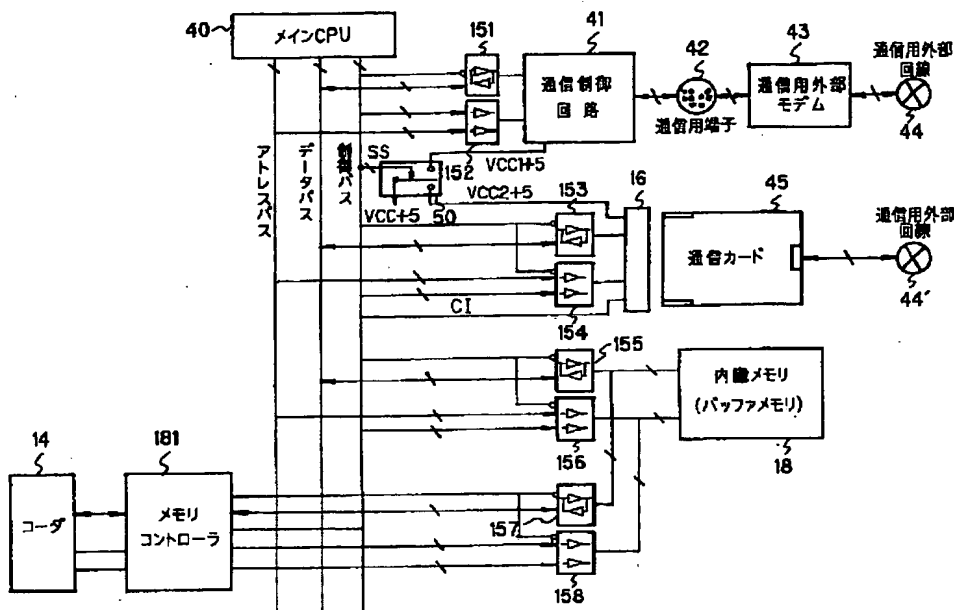 40
メインCPU
151
41
通信制御
回路
42
通信用端子
43
通信用外部
モデム
通信用外部
回線
44
152
アドレスバス
データバス
制御バス
SS
VCC1+5
VCC+5
50
VCC2+5
153
16
45
通信カード
通信用外部
回線
44'
CI
154
155
内蔵メモリ
(バッファメモリ)
18
156
14
コーダ
181
メモリ
コントローラ
157
158